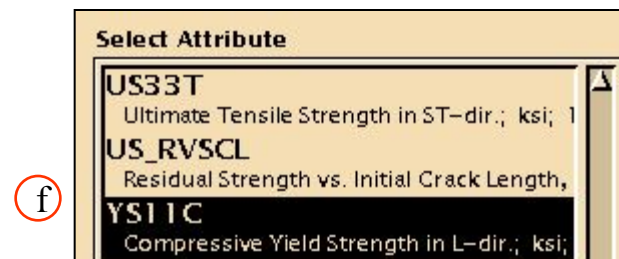 Select Attribute
US33T
Ultimate Tensile Strength in ST-dir.; ksi;
US_RVSCL
Residual Strength vs. Initial Crack Length,
f
YS11C
Compressive Yield Strength in L-dir.; ksi;